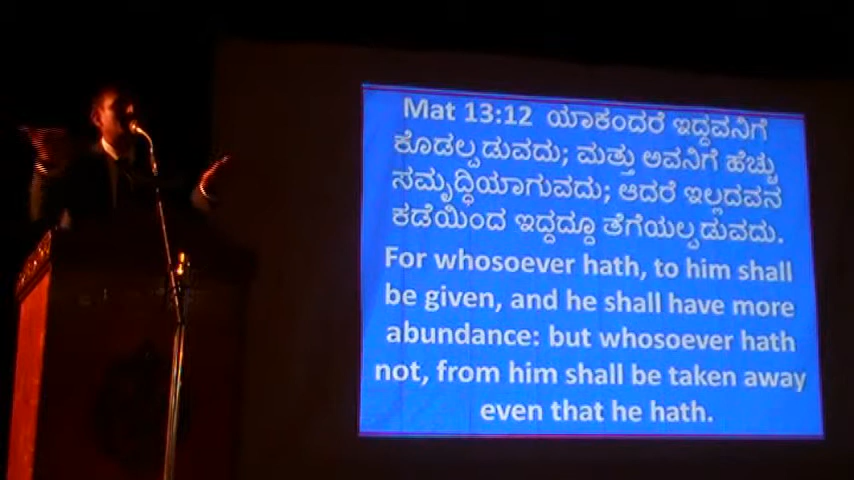 Mat 13:12 ಯಾಕಂದರೆ ಇದ್ದವನಿಗೆ
ಕೊಡಲ್ಪಡುವದು; ಮತ್ತು ಅವನಿಗೆ ಹೆಚ್ಚು
ಸಮೃದ್ಧಿಯಾಗುವದು; ಆದರೆ ಇಲ್ಲದವನ
ಕಡೆಯಿಂದ ಇದ್ದದ್ದೂ ತೆಗೆಯಲ್ಪಡುವದು.
For whosoever hath, to him shall
be given, and he shall have more
abundance: but whosoever hath
not, from him shall be taken away
even that he hath.